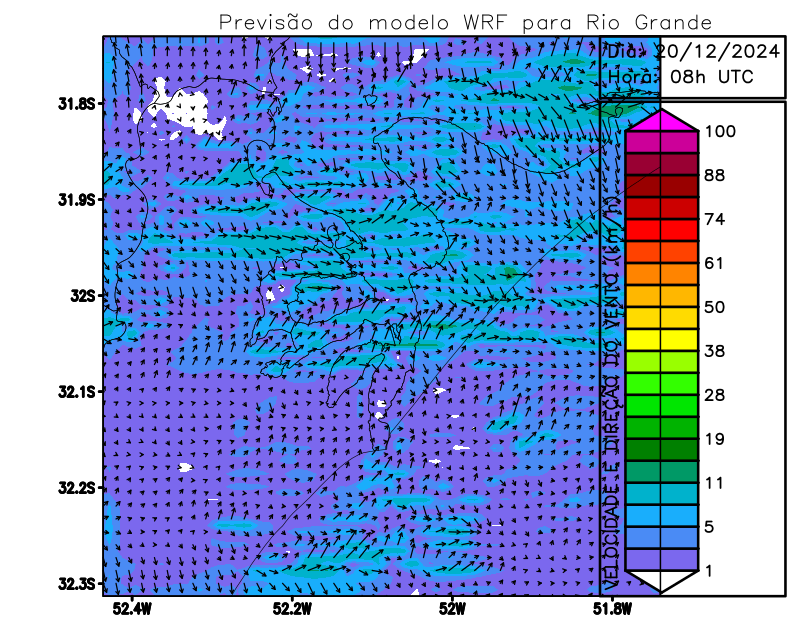 Previsão do modelo WRF para Rio Grande
Dia: 20/12/2024
Hora: 08h UTC
31.8S
31.9S
32S
32.1S
32.2S
32.3S
52.4W
52.2W
52W
51.8W
VELOCIDADE E DIREÇÃO DO VENTO (km/h)
100
88
74
61
50
38
28
19
11
5
1